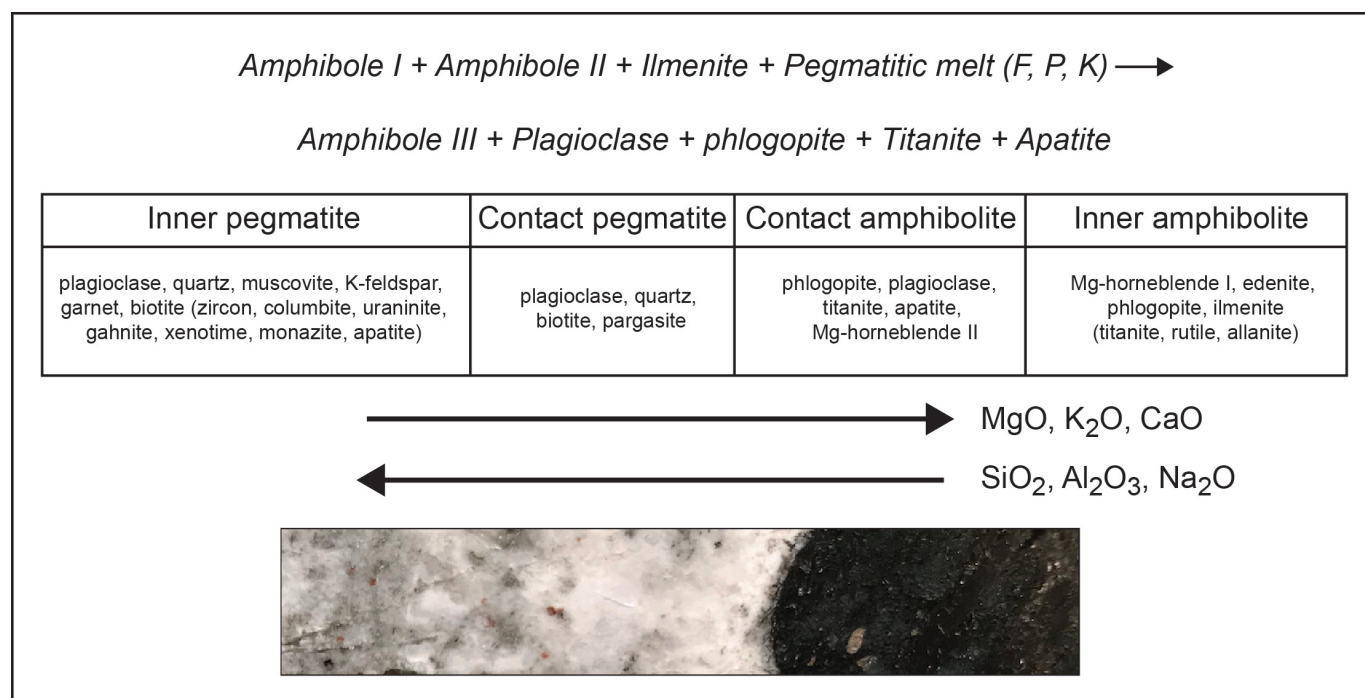 Amphibole I + Amphibole II + Ilmenite + Pegmatitic melt (F, P, K) →
Amphibole III + Plagioclase + phlogopite + Titanite + Apatite
Inner pegmatite
plagioclase, quartz, muscovite, K-feldspar,
garnet, biotite (zircon, columbite, uraninite,
gahnite, xenotime, monazite, apatite)
Contact pegmatite
plagioclase, quartz,
biotite, pargasite
Contact amphibolite
phlogopite, plagioclase,
titanite, apatite,
Mg-horneblende II
Inner amphibolite
Mg-horneblende I, edenite,
phlogopite, ilmenite
(titanite, rutile, allanite)
MgO, K₂O, CaO
SiO₂, Al₂O₃, Na₂O